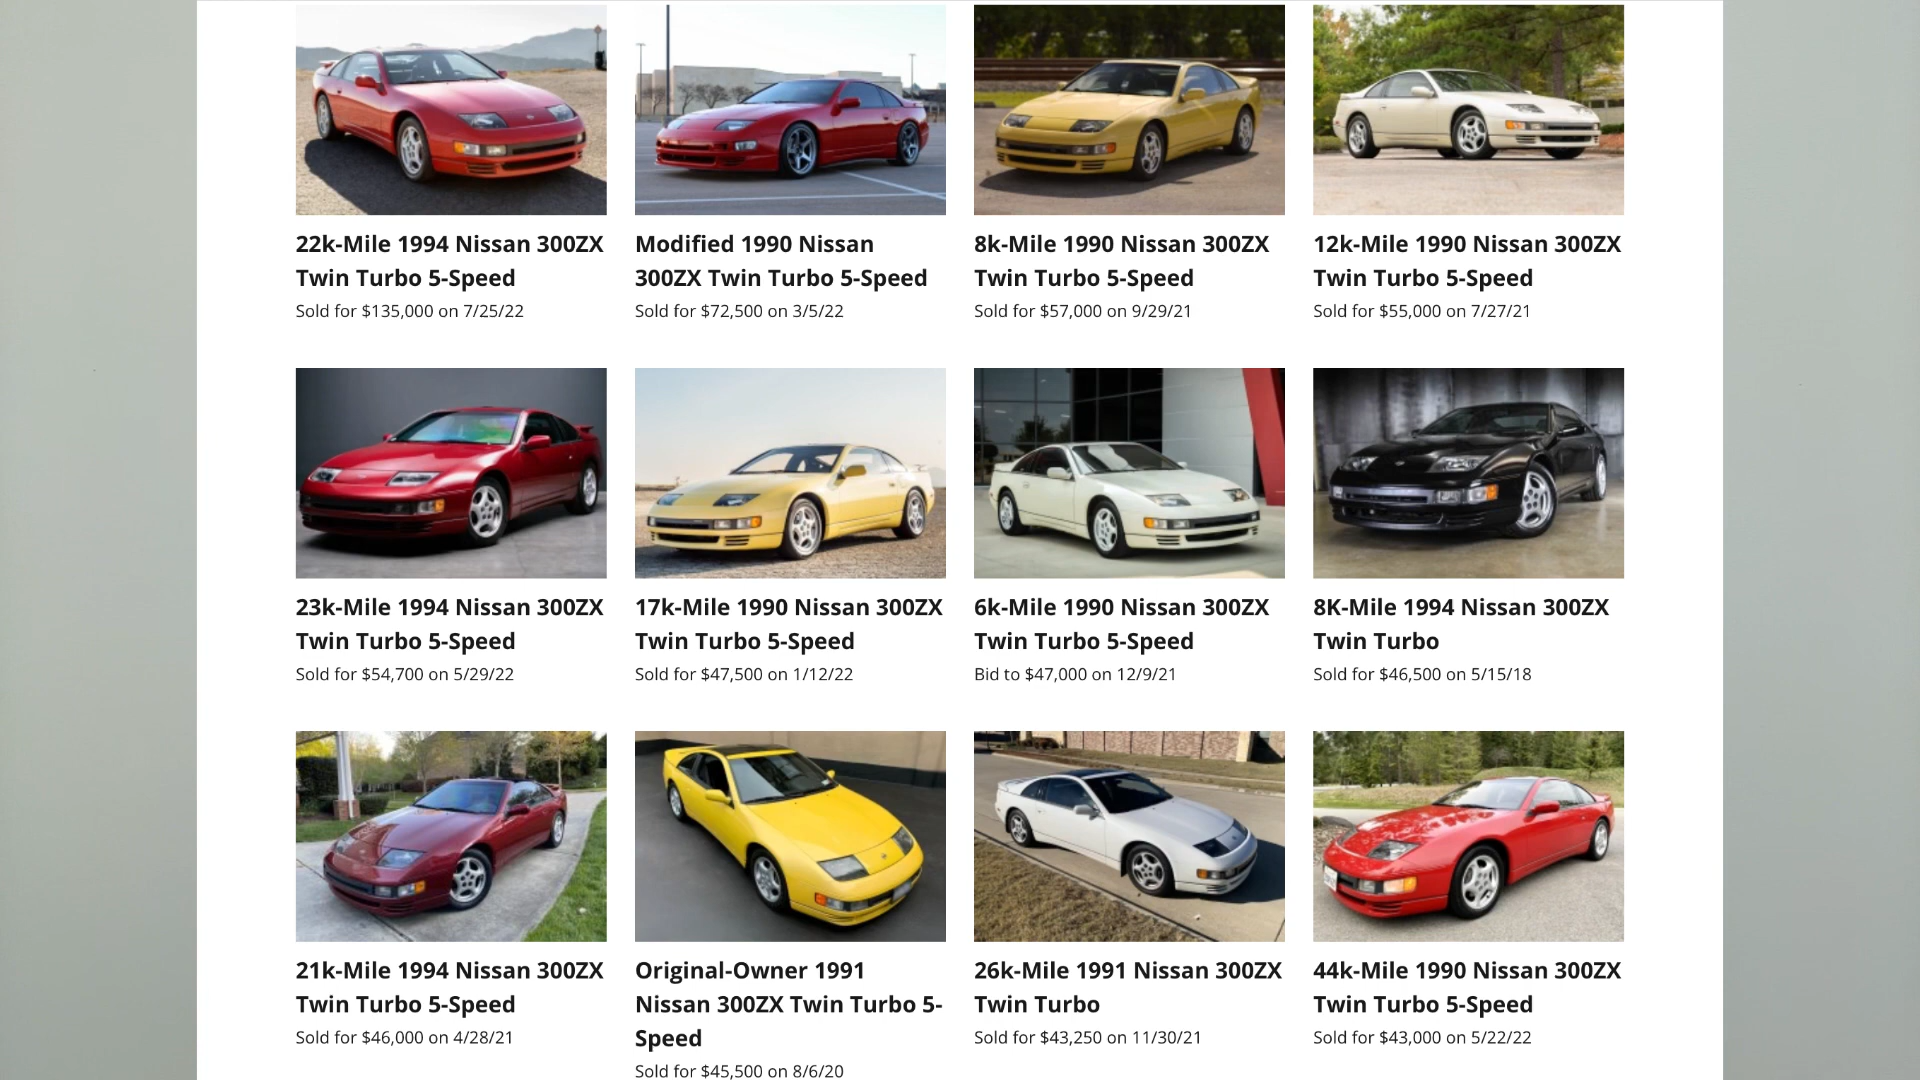 22k-Mile 1994 Nissan 300ZX
Twin Turbo 5-Speed
Sold for $135,000 on 7/25/22
Modified 1990 Nissan
300ZX Twin Turbo 5-Speed
Sold for $72,500 on 3/5/22
8k-Mile 1990 Nissan 300ZX
Twin Turbo 5-Speed
Sold for $57,000 on 9/29/21
12k-Mile 1990 Nissan 300ZX
Twin Turbo 5-Speed
Sold for $55,000 on 7/27/21
23k-Mile 1994 Nissan 300ZX
Twin Turbo 5-Speed
Sold for $54,700 on 5/29/22
17k-Mile 1990 Nissan 300ZX
Twin Turbo 5-Speed
Sold for $47,500 on 1/12/22
6k-Mile 1990 Nissan 300ZX
Twin Turbo 5-Speed
Bid to $47,000 on 12/9/21
8K-Mile 1994 Nissan 300ZX
Twin Turbo
Sold for $46,500 on 5/15/18
21k-Mile 1994 Nissan 300ZX
Twin Turbo 5-Speed
Sold for $46,000 on 4/28/21
Original-Owner 1991
Nissan 300ZX Twin Turbo 5-
Speed
Sold for $45,500 on 8/6/20
26k-Mile 1991 Nissan 300ZX
Twin Turbo
Sold for $43,250 on 11/30/21
44k-Mile 1990 Nissan 300ZX
Twin Turbo 5-Speed
Sold for $43,000 on 5/22/22